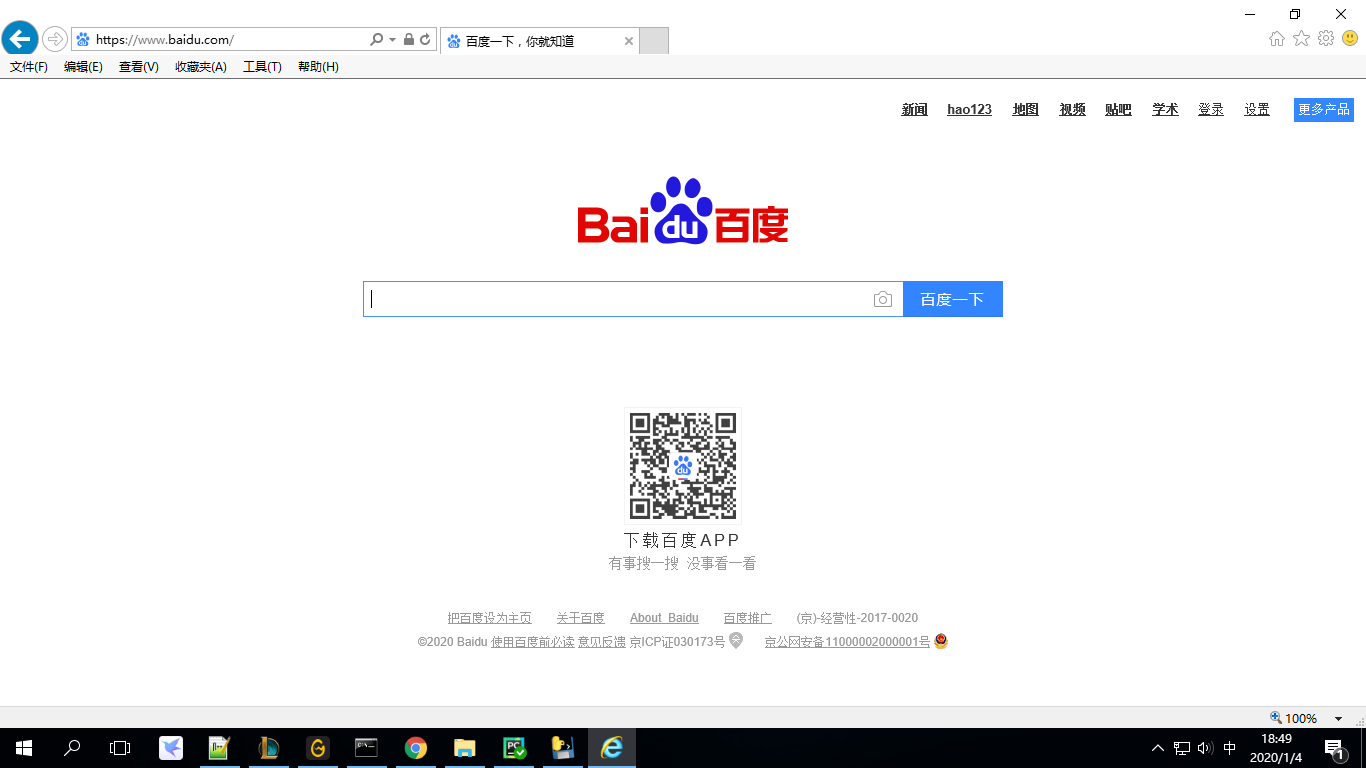 https://www.baidu.com/
百度一下，你就知道
文件(F) 编辑(E) 查看(V) 收藏夹(A) 工具(T) 帮助(H)
新闻 hao123 地图 视频 贴吧 学术 登录 设置 更多产品
Baidu百度
百度一下
du
下载百度APP
有事搜一搜 没事看一看
把百度设为主页 关于百度 About Baidu 百度推广 (京)-经营性-2017-0020
©2020 Baidu 使用百度前必读 意见反馈 京ICP证030173号 京公网安备11000002000001号
100%
中
18:49
2020/1/4
1